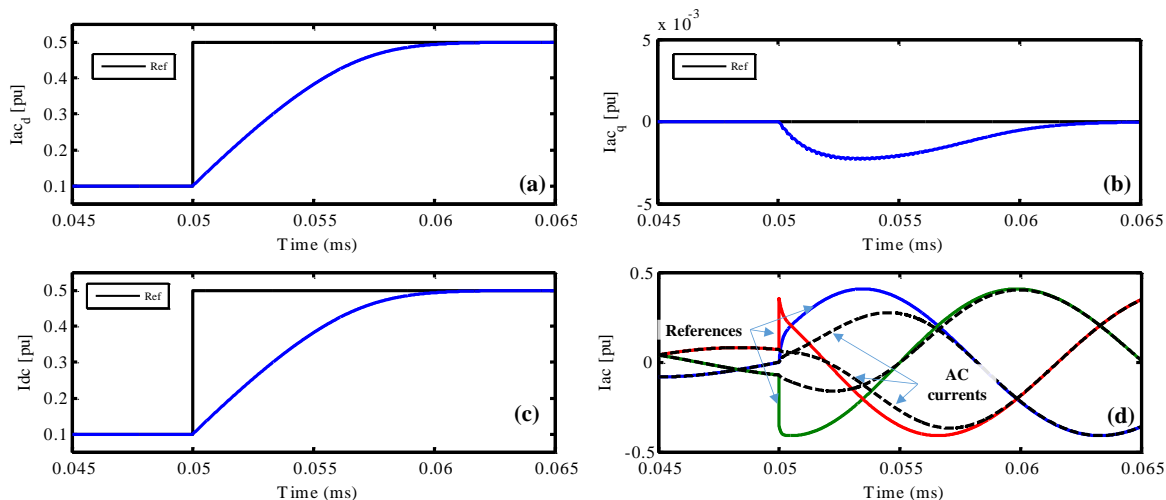 0.5
0.4
0.3
0.2
0.1
Iac_d [pu]
Ref
(a)
0.045 0.05 0.055 0.06 0.065
Time (ms)
x 10^-3
5
0
-5
Iac_q [pu]
Ref
(b)
0.045 0.05 0.055 0.06 0.065
Time (ms)
0.5
0.4
0.3
0.2
0.1
Idc [pu]
Ref
(c)
0.045 0.05 0.055 0.06 0.065
Time (ms)
0.5
0
-0.5
Iac [pu]
References
AC
currents
(d)
0.045 0.05 0.055 0.06 0.065
Time (ms)